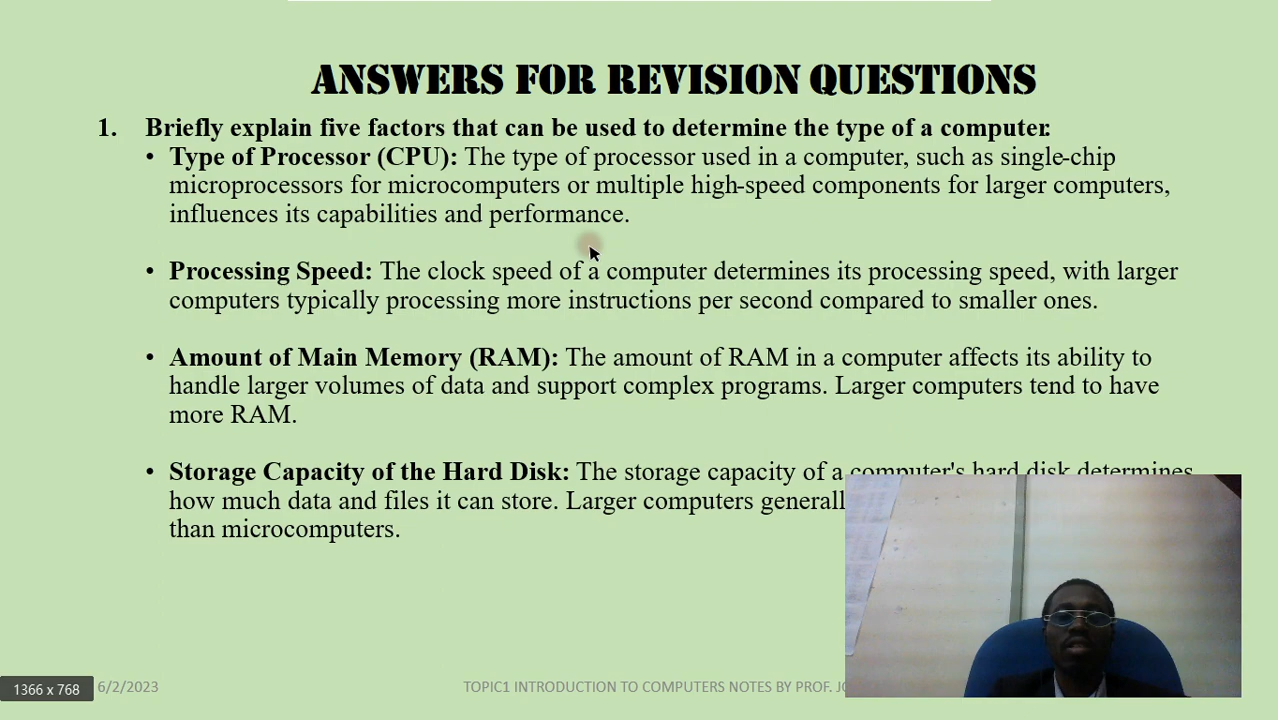 ANSWERS FOR REVISION QUESTIONS
1. Briefly explain five factors that can be used to determine the type of a computer.
• Type of Processor (CPU): The type of processor used in a computer, such as single-chip
microprocessors for microcomputers or multiple high-speed components for larger computers,
influences its capabilities and performance.
• Processing Speed: The clock speed of a computer determines its processing speed, with larger
computers typically processing more instructions per second compared to smaller ones.
• Amount of Main Memory (RAM): The amount of RAM in a computer affects its ability to
handle larger volumes of data and support complex programs. Larger computers tend to have
more RAM.
• Storage Capacity of the Hard Disk: The storage capacity of a computer's hard disk determines
how much data and files it can store. Larger computers
than microcomputers.
1366 x 768
6/2/2023
TOPIC1 INTRODUCTION TO COMPUTERS NOTES BY PROF.